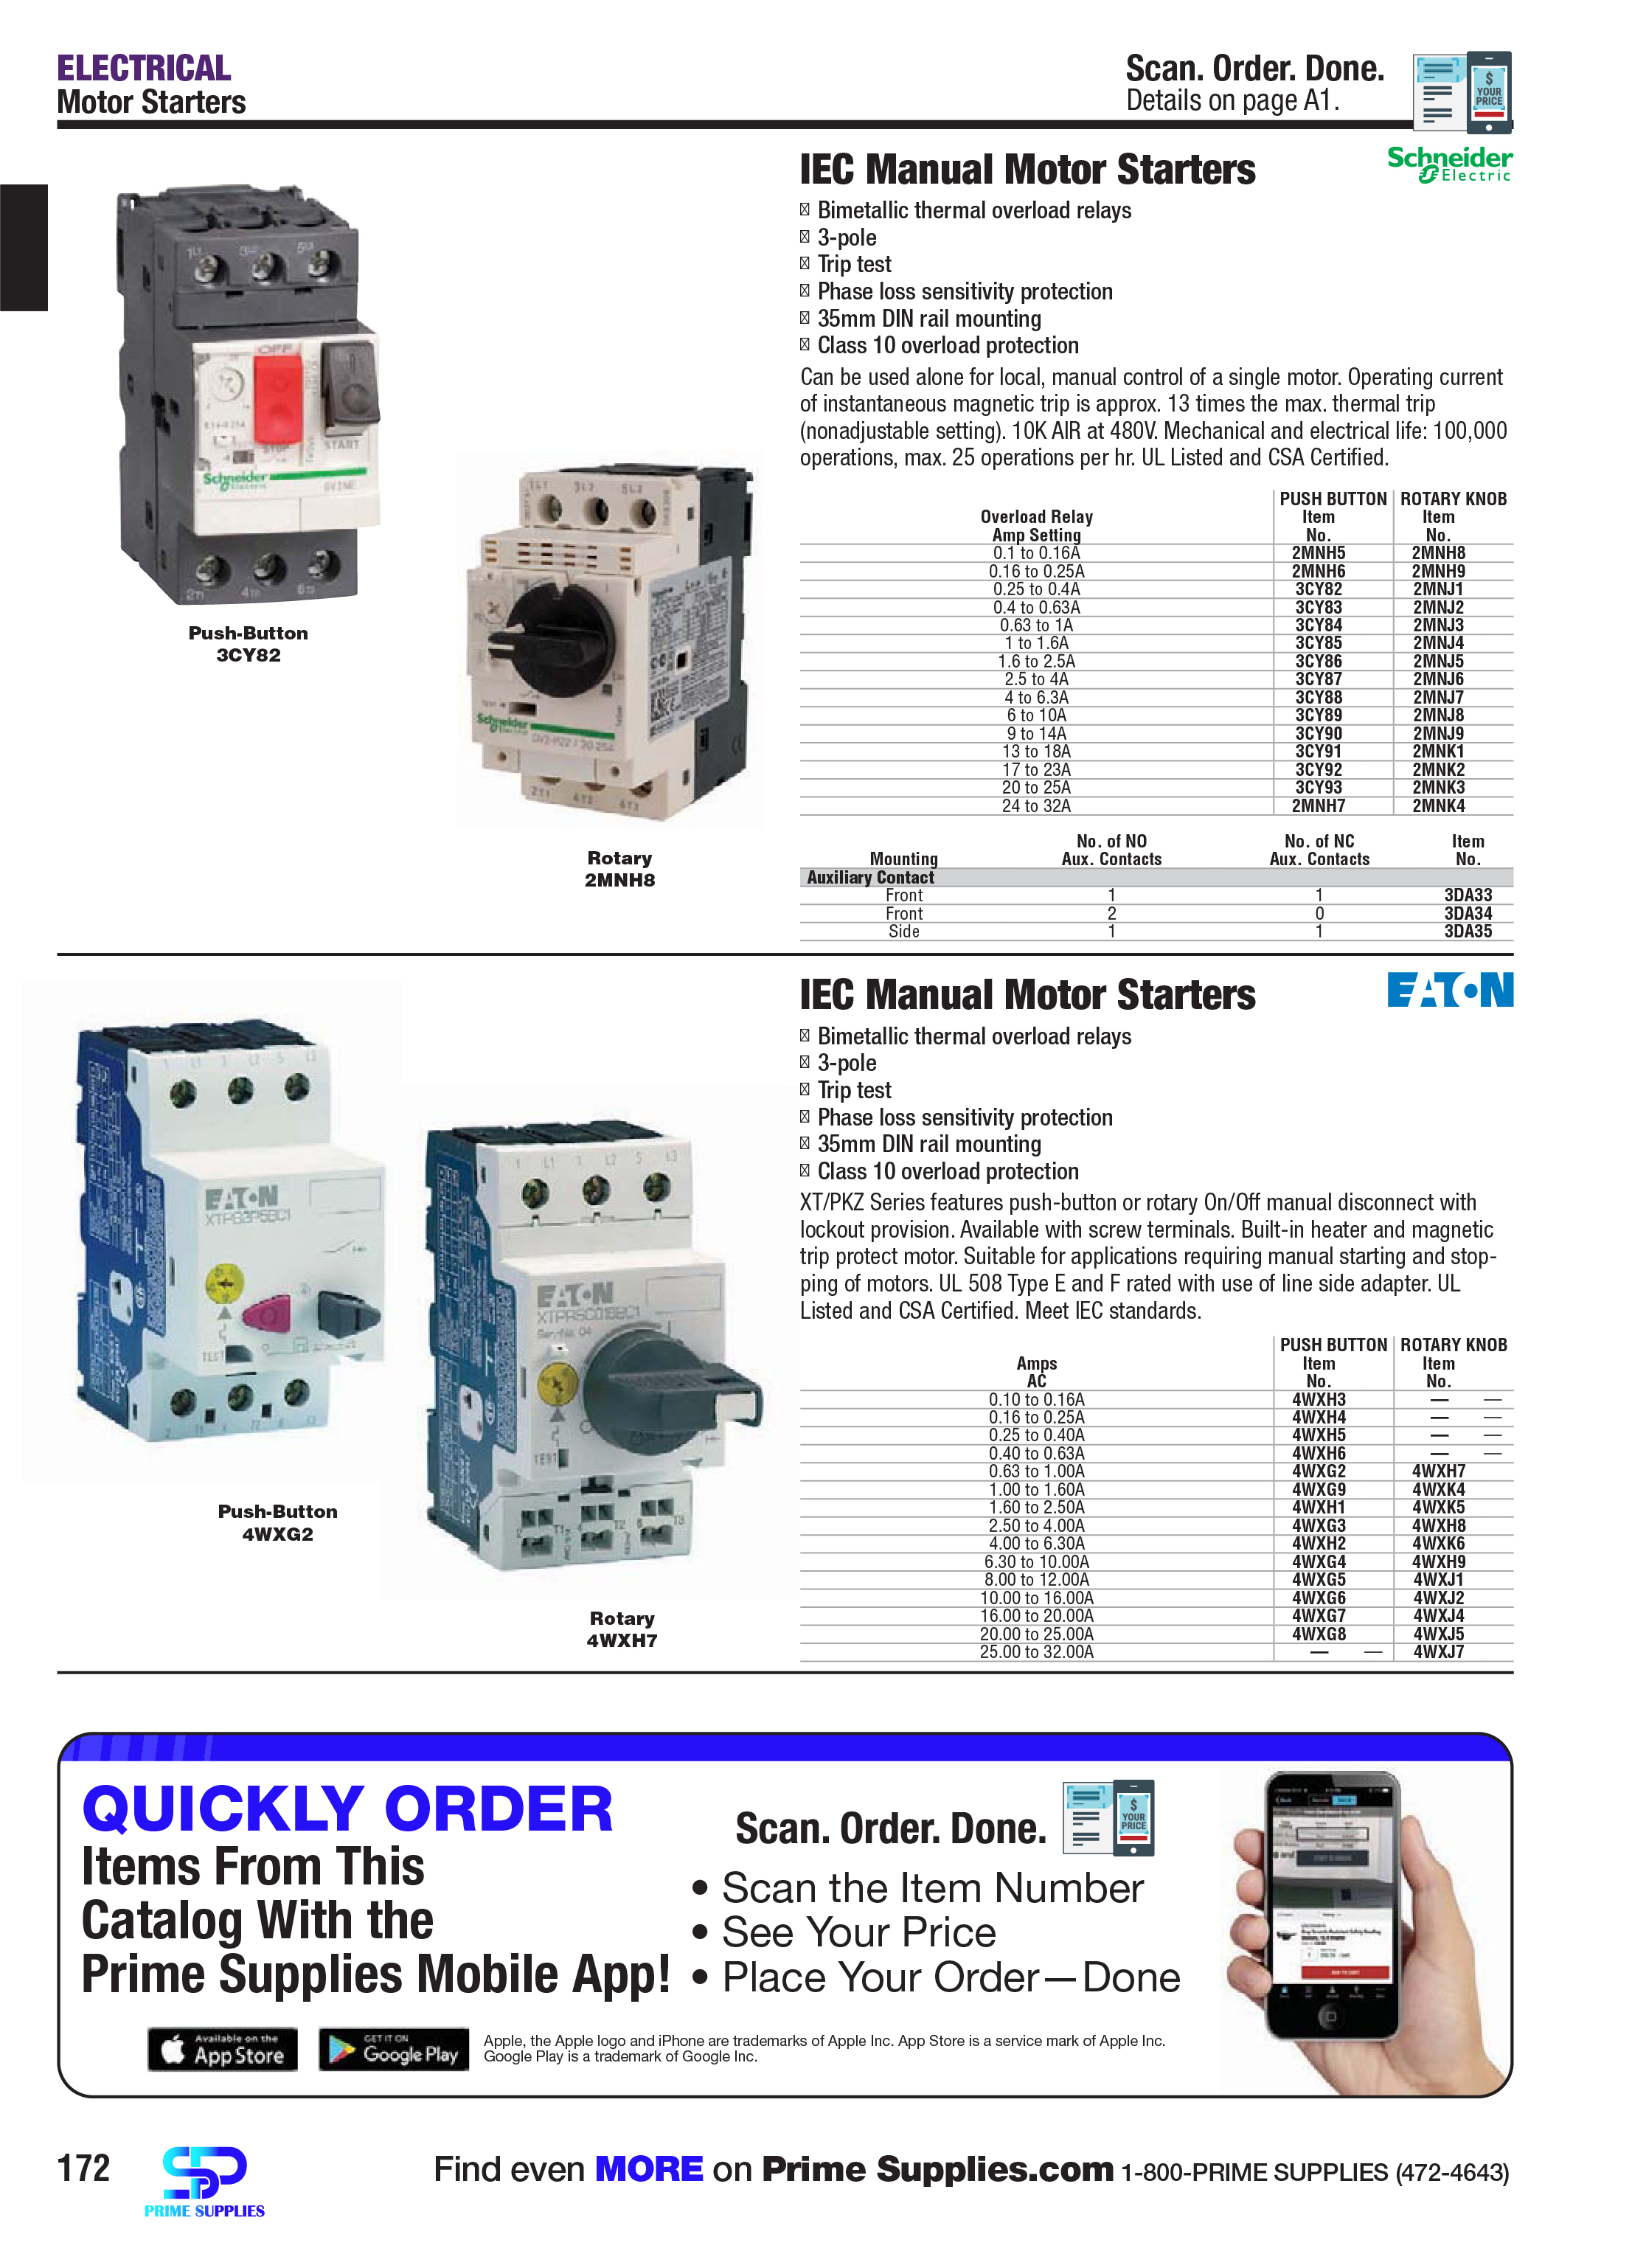 ELECTRICAL
Motor Starters
Scan. Order. Done.
Details on page A1.
$
YOUR
PRICE
IEC Manual Motor Starters
Schneider
Electric
Bimetallic thermal overload relays
3-pole
Trip test
Phase loss sensitivity protection
35mm DIN rail mounting
Class 10 overload protection
Can be used alone for local, manual control of a single motor. Operating current
of instantaneous magnetic trip is approx. 13 times the max. thermal trip
(nonadjustable setting). 10K AIR at 480V. Mechanical and electrical life: 100,000
operations, max. 25 operations per hr. UL Listed and CSA Certified.
OFF
START
Schneider
Electric
GV2ME
Push-Button
3CY82
Schneider
Electric
Rotary
2MNH8
PUSH BUTTON ROTARY KNOB
Overload Relay Item Item
Amp Setting No. No.
0.1 to 0.16A 2MNH5 2MNH8
0.16 to 0.25A 2MNH6 2MNH9
0.25 to 0.4A 3CY82 2MNJ1
0.4 to 0.63A 3CY83 2MNJ2
0.63 to 1A 3CY84 2MNJ3
1 to 1.6A 3CY85 2MNJ4
1.6 to 2.5A 3CY86 2MNJ5
2.5 to 4A 3CY87 2MNJ6
4 to 6.3A 3CY88 2MNJ7
6 to 10A 3CY89 2MNJ8
9 to 14A 3CY90 2MNJ9
13 to 18A 3CY91 2MNK1
17 to 23A 3CY92 2MNK2
20 to 25A 3CY93 2MNK3
24 to 32A 2MNH7 2MNK4
No. of NO No. of NC Item
Mounting Aux. Contacts Aux. Contacts No.
Auxiliary Contact
Front 1 1 3DA33
Front 2 0 3DA34
Side 1 1 3DA35
IEC Manual Motor Starters
EATON
Bimetallic thermal overload relays
3-pole
Trip test
Phase loss sensitivity protection
35mm DIN rail mounting
Class 10 overload protection
XT/PKZ Series features push-button or rotary On/Off manual disconnect with
lockout provision. Available with screw terminals. Built-in heater and magnetic
trip protect motor. Suitable for applications requiring manual starting and stop-
ping of motors. UL 508 Type E and F rated with use of line side adapter. UL
Listed and CSA Certified. Meet IEC standards.
EATON
TEST
Push-Button
4WXG2
EATON
TEST
Rotary
4WXH7
PUSH BUTTON ROTARY KNOB
Amps Item Item
AC No. No.
0.10 to 0.16A 4WXH3 — —
0.16 to 0.25A 4WXH4 — —
0.25 to 0.40A 4WXH5 — —
0.40 to 0.63A 4WXH6 — —
0.63 to 1.00A 4WXG2 4WXH7
1.00 to 1.60A 4WXG9 4WXK4
1.60 to 2.50A 4WXH1 4WXK5
2.50 to 4.00A 4WXG3 4WXH8
4.00 to 6.30A 4WXH2 4WXK6
6.30 to 10.00A 4WXG4 4WXH9
8.00 to 12.00A 4WXG5 4WXJ1
10.00 to 16.00A 4WXG6 4WXJ2
16.00 to 20.00A 4WXG7 4WXJ4
20.00 to 25.00A 4WXG8 4WXJ5
25.00 to 32.00A — — 4WXJ7
QUICKLY ORDER
Items From This
Catalog With the
Prime Supplies Mobile App!
Scan. Order. Done.
$
YOUR
PRICE
• Scan the Item Number
• See Your Price
• Place Your Order—Done
Available on the
App Store
GET IT ON
Google Play
Apple, the Apple logo and iPhone are trademarks of Apple Inc. App Store is a service mark of Apple Inc.
Google Play is a trademark of Google Inc.
172
PRIME SUPPLIES
Find even MORE on Prime Supplies.com 1-800-PRIME SUPPLIES (472-4643)